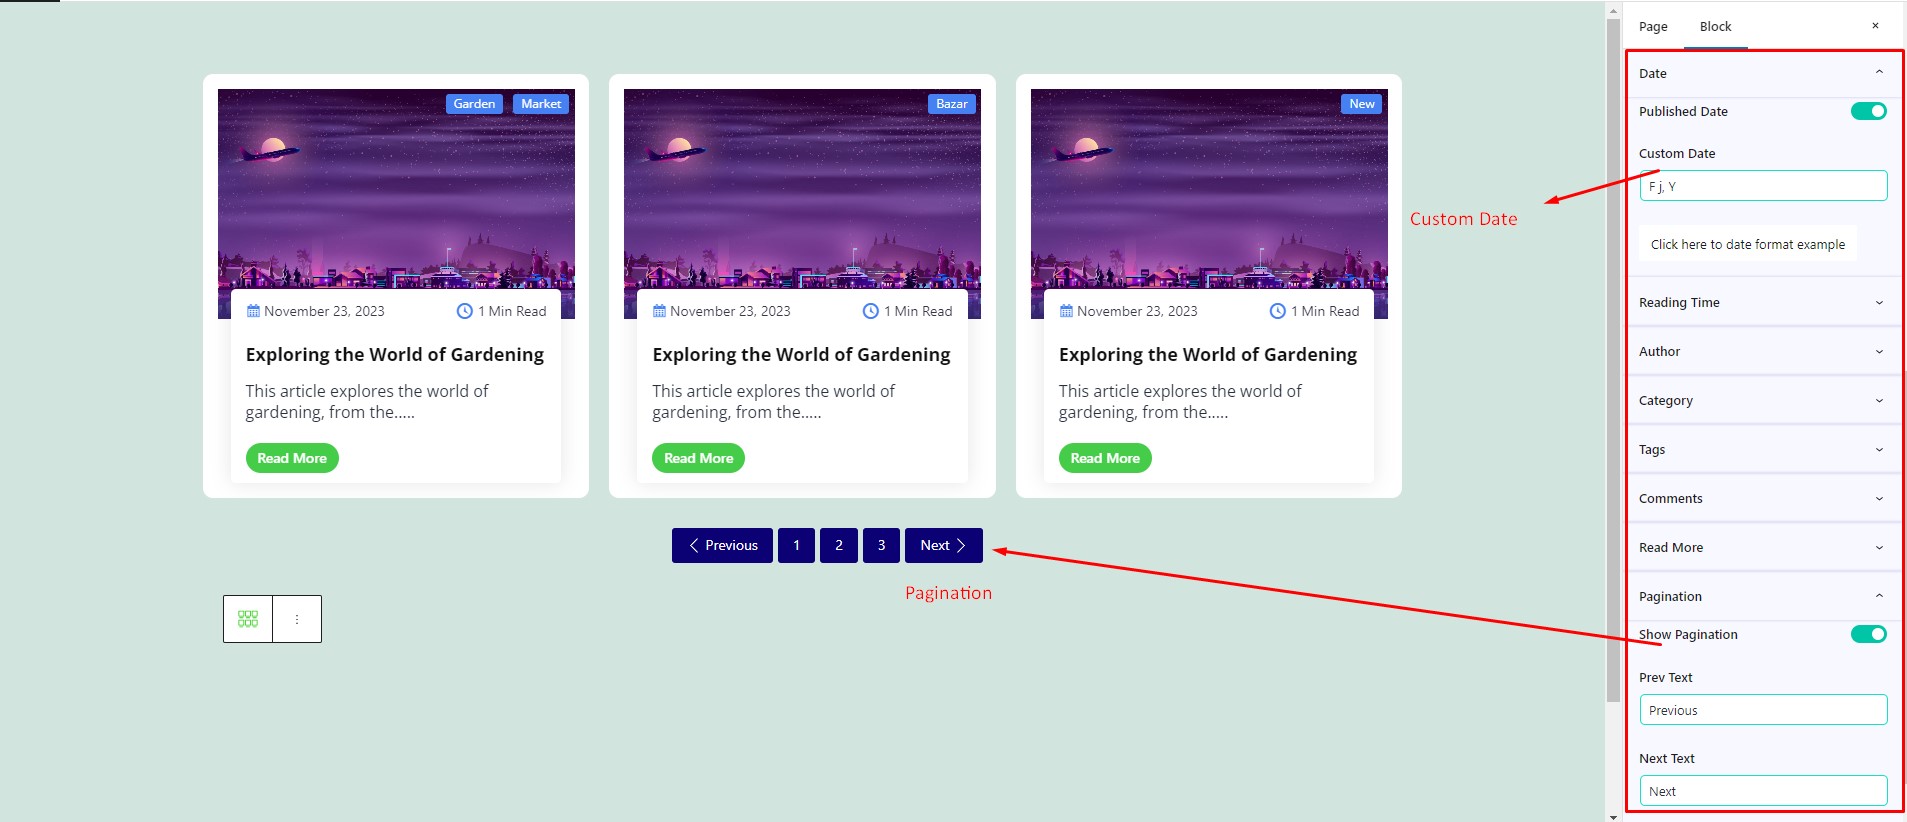 Garden Market
November 23, 2023 1 Min Read
Exploring the World of Gardening
This article explores the world of
gardening, from the.....
Read More
Bazar
November 23, 2023 1 Min Read
Exploring the World of Gardening
This article explores the world of
gardening, from the.....
Read More
New
November 23, 2023 1 Min Read
Exploring the World of Gardening
This article explores the world of
gardening, from the.....
Read More
Previous 1 2 3 Next
Custom Date
Pagination
Page Block
Date
Published Date
Custom Date
F j, Y
Click here to date format example
Reading Time
Author
Category
Tags
Comments
Read More
Pagination
Show Pagination
Prev Text
Previous
Next Text
Next